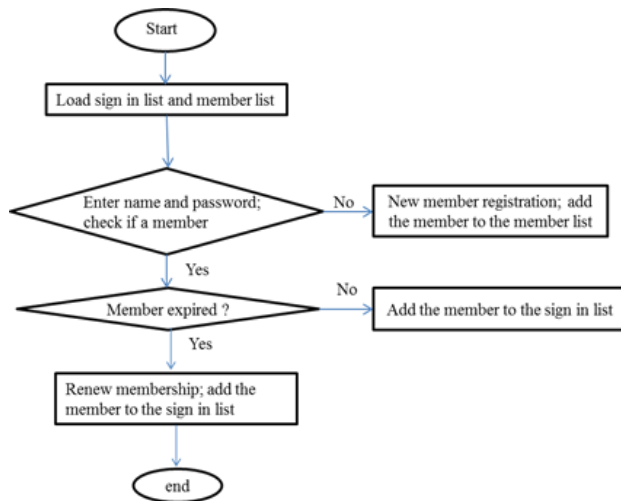 Start
Load sign in list and member list
Enter name and password;
check if a member
No
New member registration; add
the member to the member list
Yes
Member expired ?
No
Add the member to the sign in list
Yes
Renew membership; add the
member to the sign in list
end